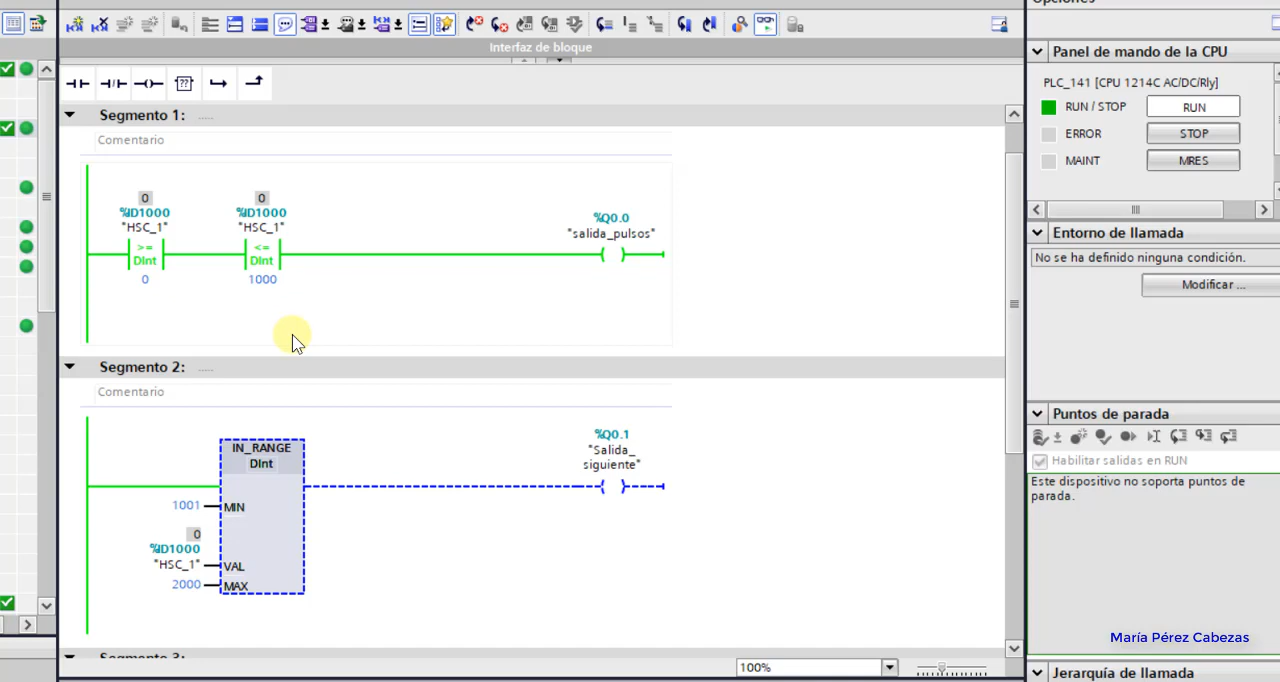 Interfaz de bloque
Segmento 1: .....
Comentario
0
%ID1000
"HSC_1"
>=
DInt
0
0
%ID1000
"HSC_1"
<=
DInt
1000
%Q0.0
"salida_pulsos"
Segmento 2: .....
Comentario
IN_RANGE
DInt
1001
MIN
0
%ID1000
"HSC_1"
VAL
2000
MAX
%Q0.1
"Salida_
siguiente"
100%
Panel de mando de la CPU
PLC_141 [CPU 1214C AC/DC/Rly]
RUN / STOP
RUN
ERROR
STOP
MAINT
MRES
Entorno de llamada
No se ha definido ninguna condición.
Modificar ...
Puntos de parada
Habilitar salidas en RUN
Este dispositivo no soporta puntos de
parada.
María Pérez Cabezas
Jerarquía de llamada